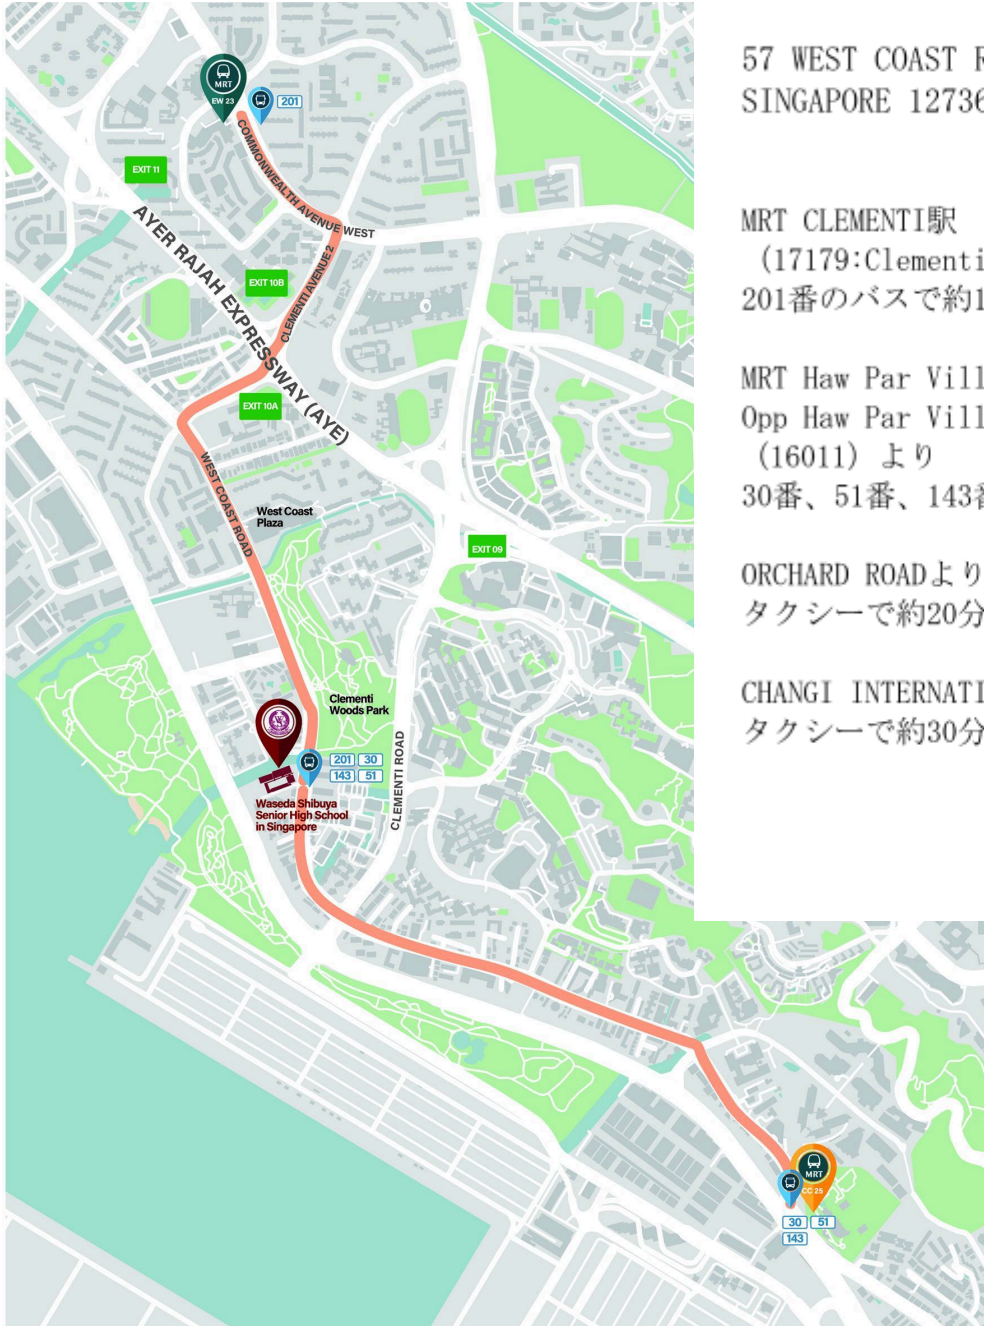 MRT
EW 23
201
COMMONWEALTH AVENUE WEST
EXIT 11
AYER RAJAH EXPRESSWAY (AYE)
EXIT 10B
CLEMENTI AVENUE 2
EXIT 10A
WEST COAST ROAD
West Coast
Plaza
EXIT 09
Clementi
Woods Park
CLEMENTI ROAD
201 30
143 51
Waseda Shibuya
Senior High School
in Singapore
MRT
CC 25
30 51
143
57 WEST COAST
SINGAPORE 12736
MRT CLEMENTI駅
(17179:Clementi
201番のバスで約1
MRT Haw Par Vill
Opp Haw Par Vill
(16011) より
30番、51番、143番
ORCHARD ROADより
タクシーで約20分
CHANGI INTERNATI
タクシーで約30分